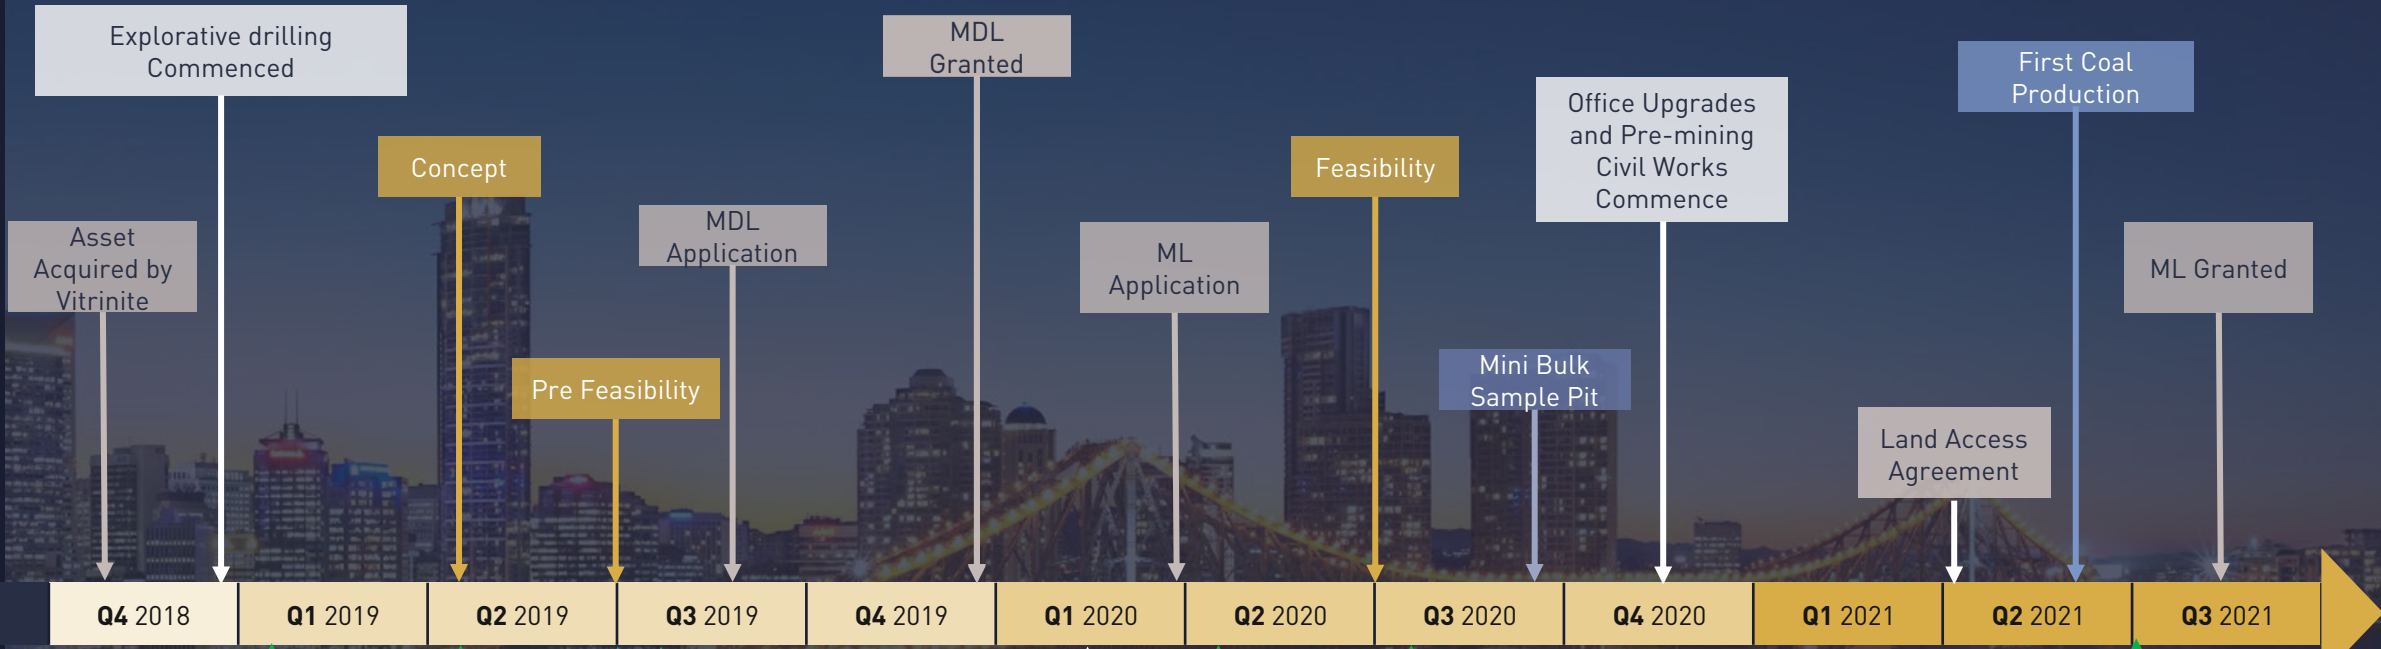 Explorative drilling
Commenced
MDL
Granted
First Coal
Production
Office Upgrades
and Pre-mining
Civil Works
Commence
Concept
Feasibility
Asset
Acquired by
Vitrinite
MDL
Application
ML
Application
ML Granted
Pre Feasibility
Mini Bulk
Sample Pit
Land Access
Agreement
Q4 2018
Q1 2019
Q2 2019
Q3 2019
Q4 2019
Q1 2020
Q2 2020
Q3 2020
Q4 2020
Q1 2021
Q2 2021
Q3 2021